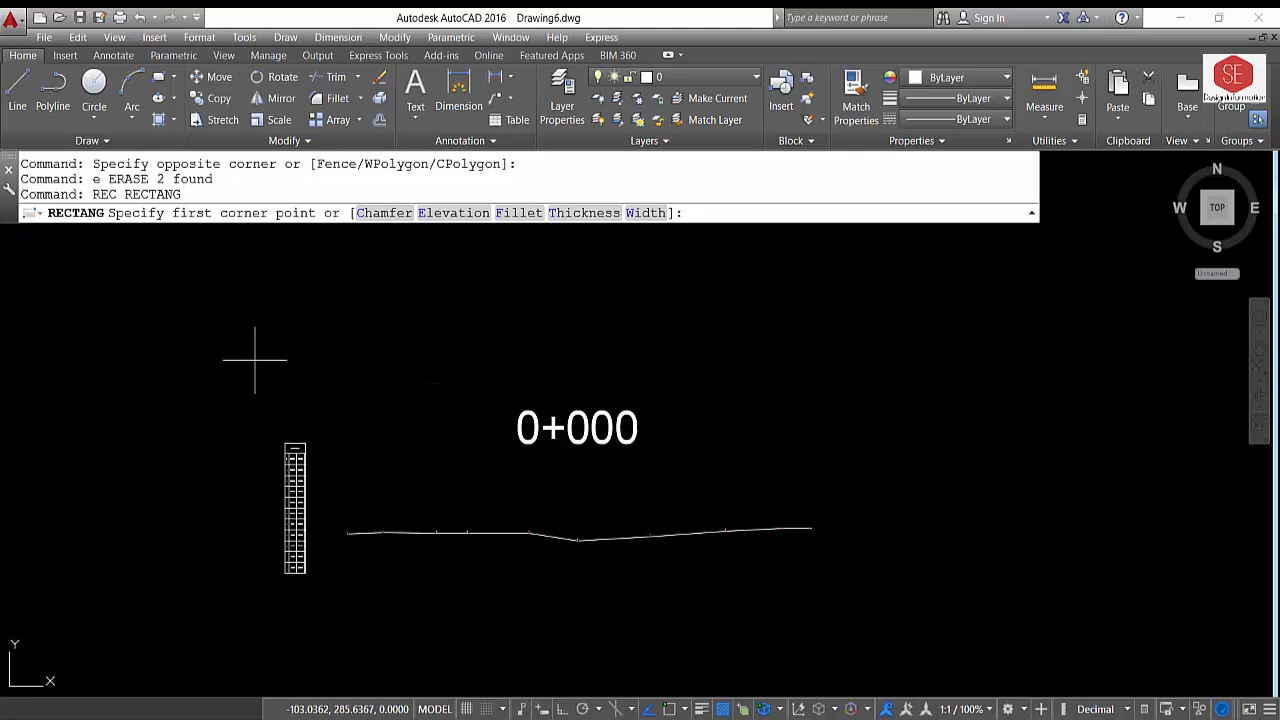 Autodesk AutoCAD 2016 Drawing6.dwg
Type a keyword or phrase
Sign In
File Edit View Insert Format Tools Draw Dimension Modify Parametric Window Help Express
Home Insert Annotate Parametric View Manage Output Express Tools Add-ins Online Featured Apps BIM 360
Line Polyline Circle Arc
Move Rotate Trim
Copy Mirror Fillet
Stretch Scale Array
Text Dimension Table
Layer Properties
0
Make Current
Match Layer
Insert
Match Properties
ByLayer
ByLayer
ByLayer
Measure
Paste
Base
Group
SE
Design Informotion
Draw Modify Annotation Layers Block Properties Utilities Clipboard View Groups
Command: Specify opposite corner or [Fence/WPolygon/CPolygon]:
Command: e ERASE 2 found
Command: REC RECTANG
RECTANG Specify first corner point or [Chamfer Elevation Fillet Thickness Width]:
N
W TOP E
S
Unnamed
0+000
Y
X
-103.0362, 285.6367, 0.0000 MODEL
1:1 / 100%
Decimal